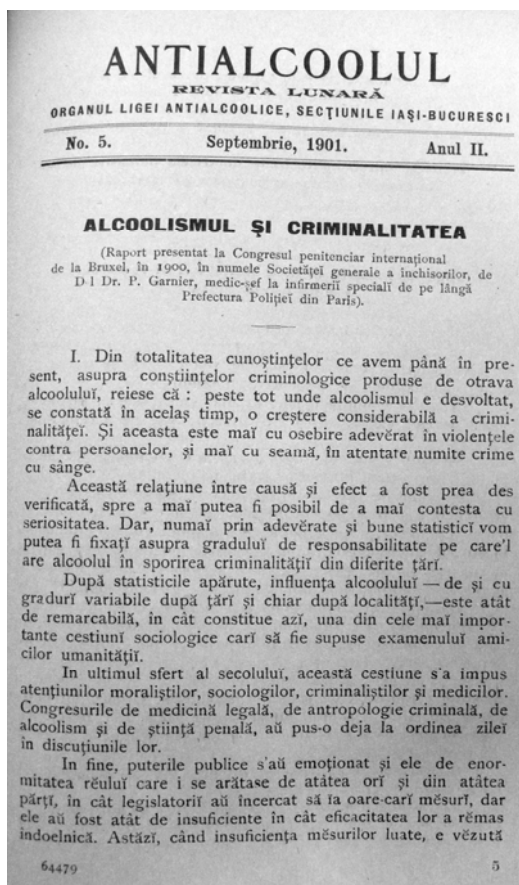 ANTIALCOOLUL
REVISTA LUNARĂ
ORGANUL LIGEI ANTIALCOOLICE, SECŢIUNILE IAŞI-BUCURESCI
No. 5.
Septembrie, 1901.
Anul II.
ALCOOLISMUL ŞI CRIMINALITATEA
(Raport presentat la Congresul penitenciar internaţional
de la Bruxel, în 1900, în numele Societăţeĭ generale a închisorilor, de
D l Dr. P. Garnier, medic-şef la infirmeriĭ specialĭ de pe lângă
Prefectura Poliţieĭ din Paris).
I. Din totalitatea cunoştinţelor ce avem până în pre-
sent, asupra conştiinţelor criminologice produse de otrava
alcooluluĭ, reiese că : peste tot unde alcoolismul e desvoltat,
se constată în acelaş timp, o creştere considerabilă a crimi-
nalităţeĭ. Şi aceasta este maĭ cu osebire adevĕrat în violenţele
contra persoanelor, şi maĭ cu seamă, în atentare numite crime
cu sânge.
Această relaţiune între causă şi efect a fost prea des
verificată, spre a maĭ putea fi posibil de a maĭ contesta cu
seriositatea. Dar, numaĭ prin adevĕrate şi bune statisticĭ vom
putea fi fixaţĭ asupra graduluĭ de responsabilitate pe care'l
are alcoolul în sporirea criminalităţiĭ din diferite ţărĭ.
După statisticile apărute, influenţa alcooluluĭ — de şi cu
gradurĭ variabile după ţărĭ şi chiar după localităţĭ,—este atât
de remarcabilă, în cât constitue azĭ, una din cele maĭ impor-
tante cestiunĭ sociologice carĭ să fie supuse examenuluĭ ami-
cilor umanităţiĭ.
In ultimul sfert al secoluluĭ, această cestiune s'a impus
atenţiunilor moraliştilor, sociologilor, criminaliştilor şi medicilor.
Congresurile de medicină legală, de antropologie criminală, de
alcoolism şi de ştiinţă penală, aŭ pus-o deja la ordinea zileĭ
în discuţiunile lor.
In fine, puterile publice s'aŭ emoţionat şi ele de enor-
mitatea rĕuluĭ care i se arătase de atâtea orĭ şi din atâtea
părţĭ, în cât legislatoriĭ aŭ încercat să ĭa oare-carĭ mĕsurĭ, dar
ele aŭ fost atât de insuficiente în cât eficacitatea lor a rĕmas
indoelnică. Astăzĭ, când insuficienţa mĕsurilor luate, e vĕzută
64479
5